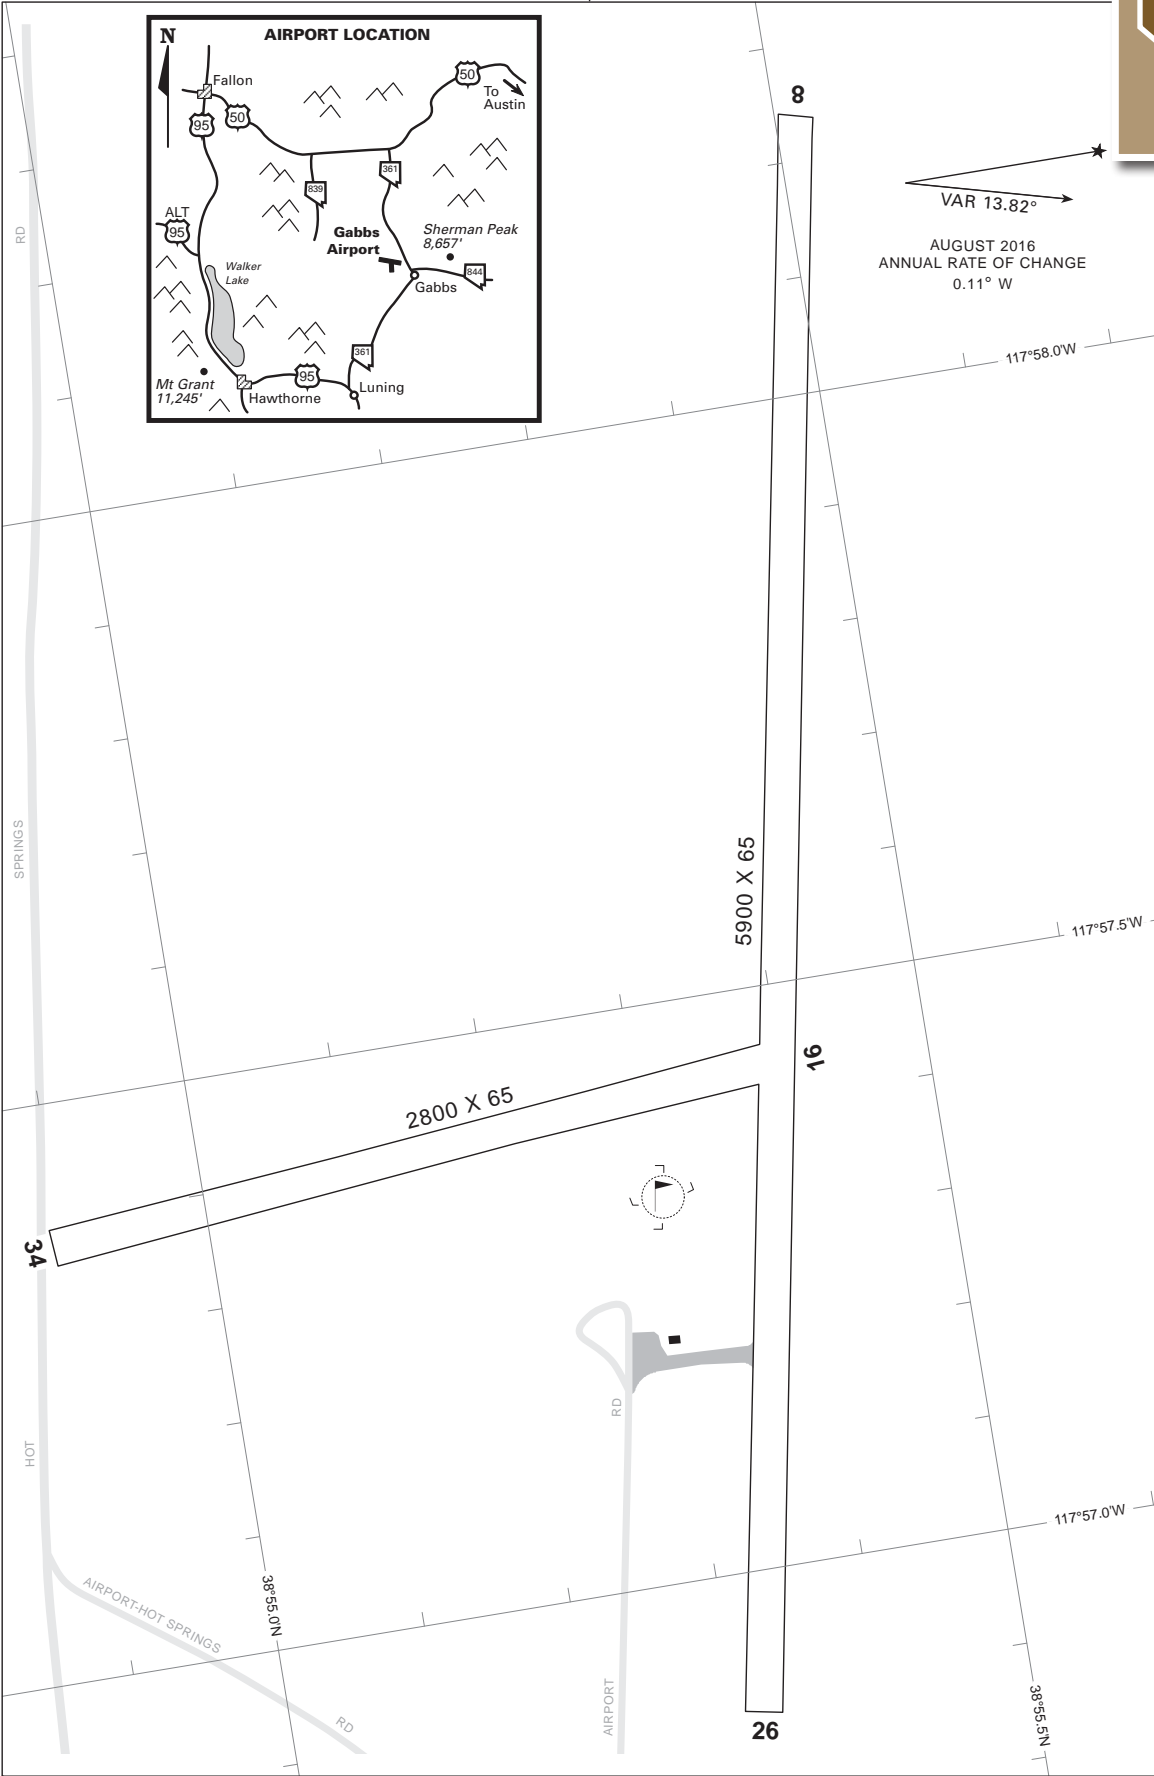 N
AIRPORT LOCATION
Fallon
50
To
Austin
95
50
839
361
ALT
95
Gabbs
Airport
Sherman Peak
8,657'
Walker
Lake
844
Gabbs
361
95
Mt Grant
11,245'
Hawthorne
Luning
8
VAR 13.82°
AUGUST 2016
ANNUAL RATE OF CHANGE
0.11° W
RD
117°58.0'W
SPRINGS
5900 X 65
117°57.5'W
16
2800 X 65
34
RD
HOT
117°57.0'W
AIRPORT-HOT SPRINGS
38°55.0'N
AIRPORT
38°55.5'N
RD
26